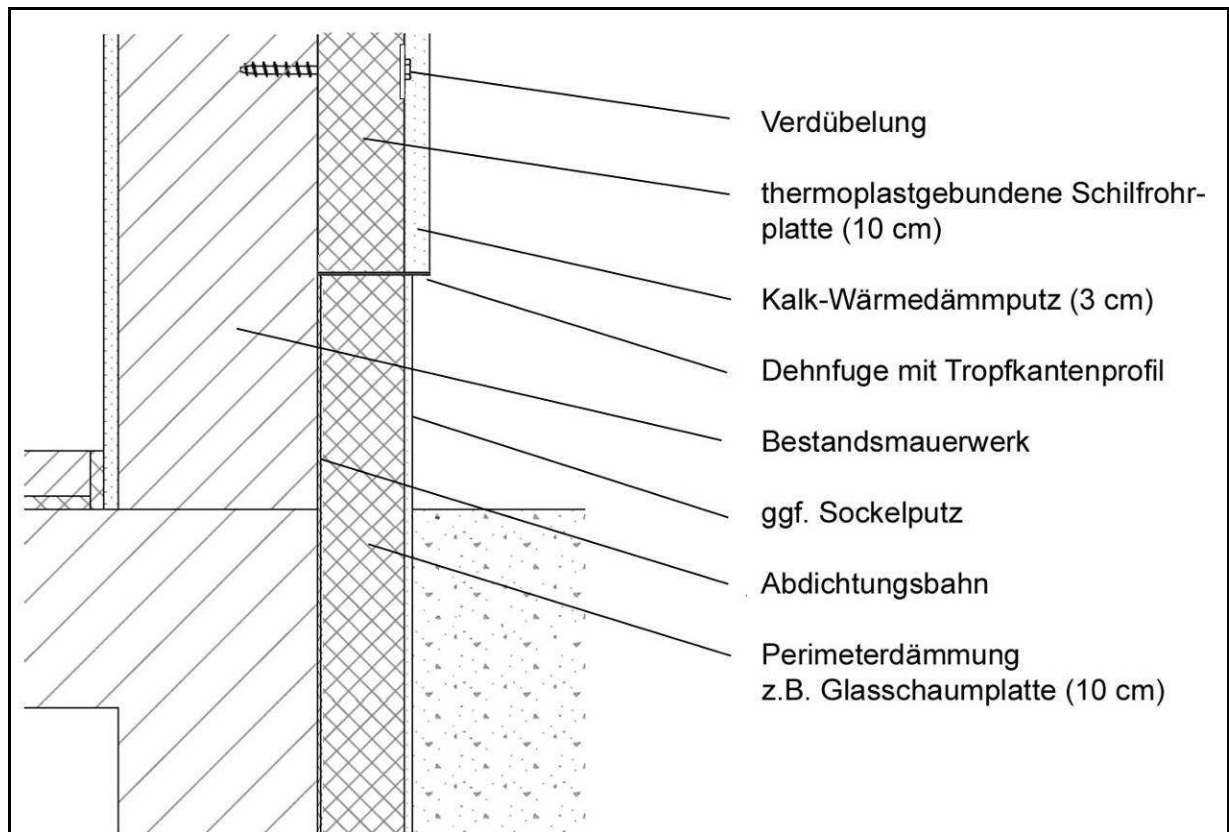 Verdübelung
thermoplastgebundene Schilfrohr-
platte (10 cm)
Kalk-Wärmedämmputz (3 cm)
Dehnfuge mit Tropfkantenprofil
Bestandsmauerwerk
ggf. Sockelputz
Abdichtungsbahn
Perimeterdämmung
z.B. Glasschaumplatte (10 cm)